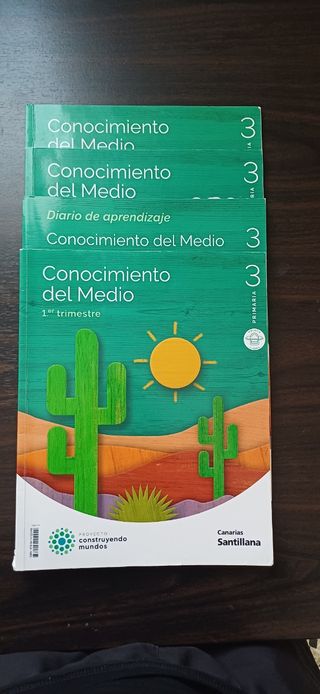 Conocimiento
del Medio
3
Conocimiento
del Medio
3
Diario de aprendizaje
Conocimiento del Medio
3
Conocimiento
del Medio
1.er trimestre
3
PRIMARIA
PROYECTO
construyendo
mundos
Canarias
Santillana